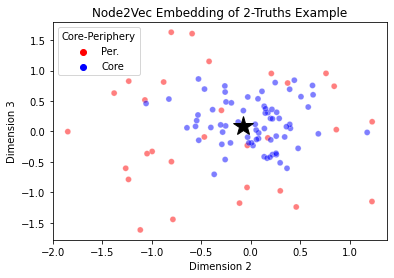 Node2Vec Embedding of 2-Truths Example
Core-Periphery
Per.
Core
1.5
1.0
0.5
0.0
−0.5
−1.0
−1.5
Dimension 3
−2.0 −1.5 −1.0 −0.5 0.0 0.5 1.0
Dimension 2